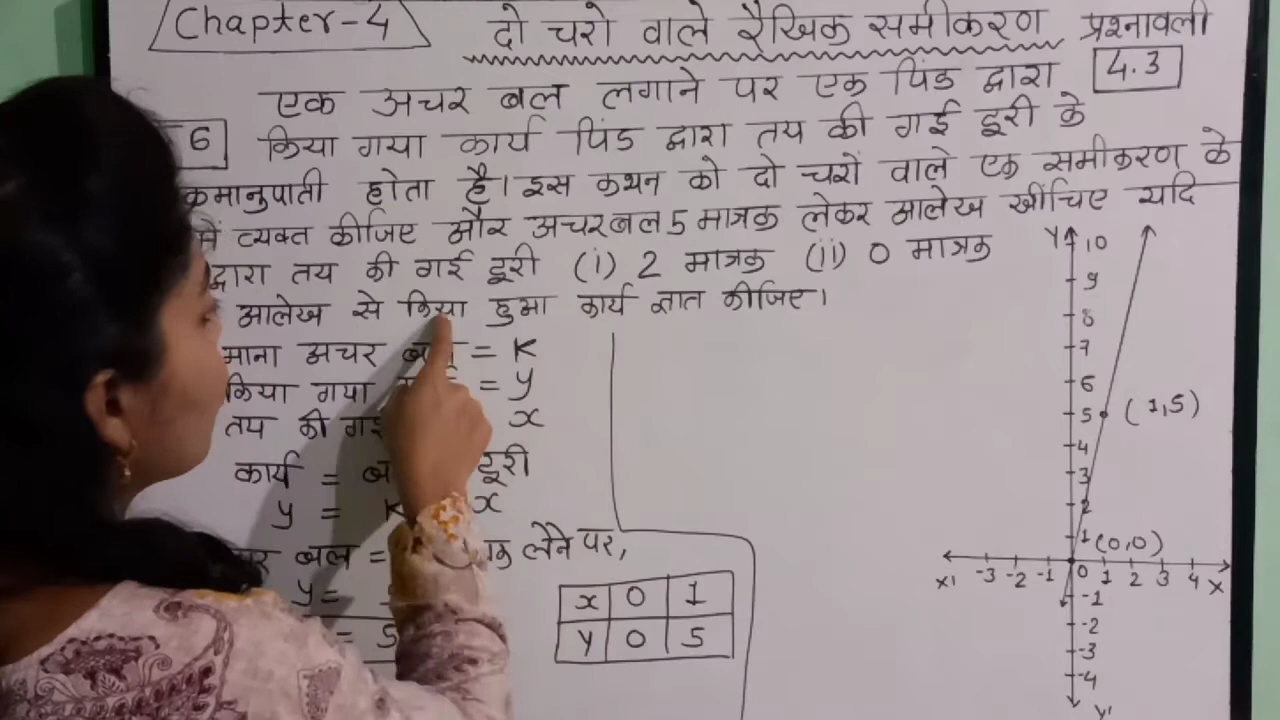 Chapter-4 दो चरो वाले रैखिक समीकरण प्रश्नावली
4.3
एक अचर बल लगाने पर एक पिंड द्वारा
6 किया गया कार्य पिंड द्वारा तय की गई दूरी के
क्रमानुपाती होता है। इस कथन को दो चरों वाले एक समीकरण के
में व्यक्त कीजिए और अचर बल 5 मात्रक लेकर आलेख खींचिए यदि
द्वारा तय की गई दूरी (i) 2 मात्रक (ii) 0 मात्रक
आलेख से किया हुआ कार्य ज्ञात कीजिए।
माना अचर बल = K
किया गया = y
तय की x
कार्य = दूरी
y = K x
बल = लेने पर,
y =
= 5
x 0 1
y 0 5
Y 10
9
8
7
6
5 (1,5)
4
3
2
1 (0,0)
X' -3 -2 -1 0 1 2 3 4 X
-1
-2
-3
-4
Y'